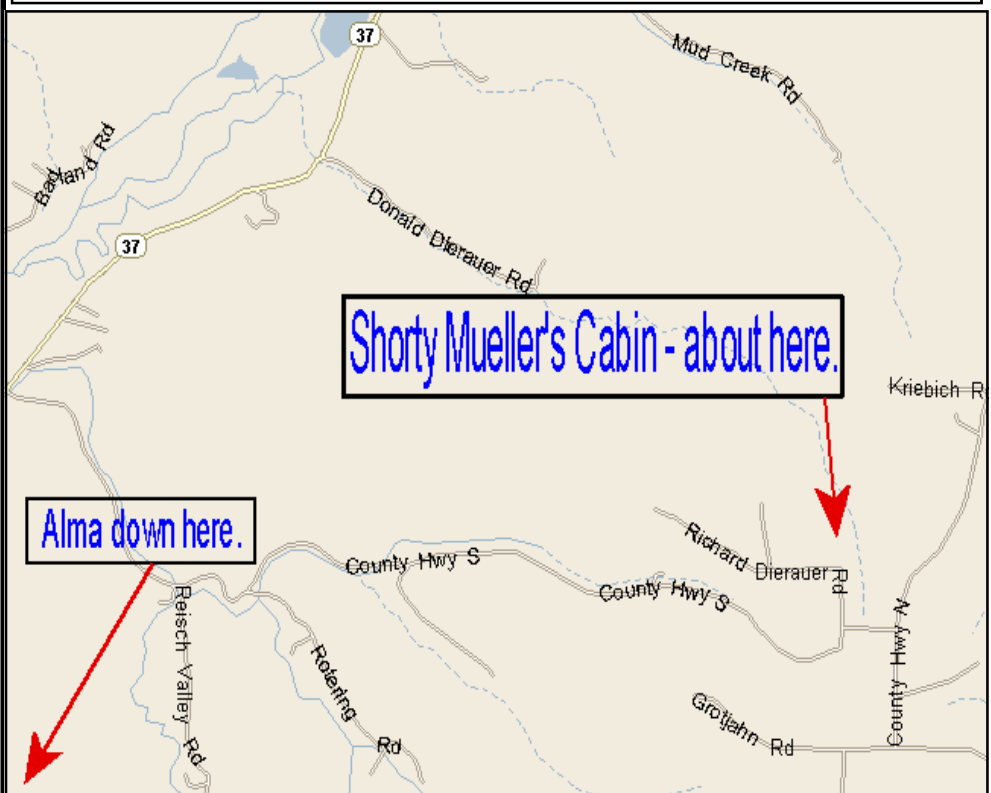 37
Mud Creek Rd
Badland Rd
Donald Dierauer Rd
37
Shorty Mueller's Cabin - about here.
Kriebich R
Alma down here.
Richard Dierauer Rd
County Hwy S
County Hwy S
Reisch Valley Rd
Rotering Rd
County Hwy N
Grotjahn Rd